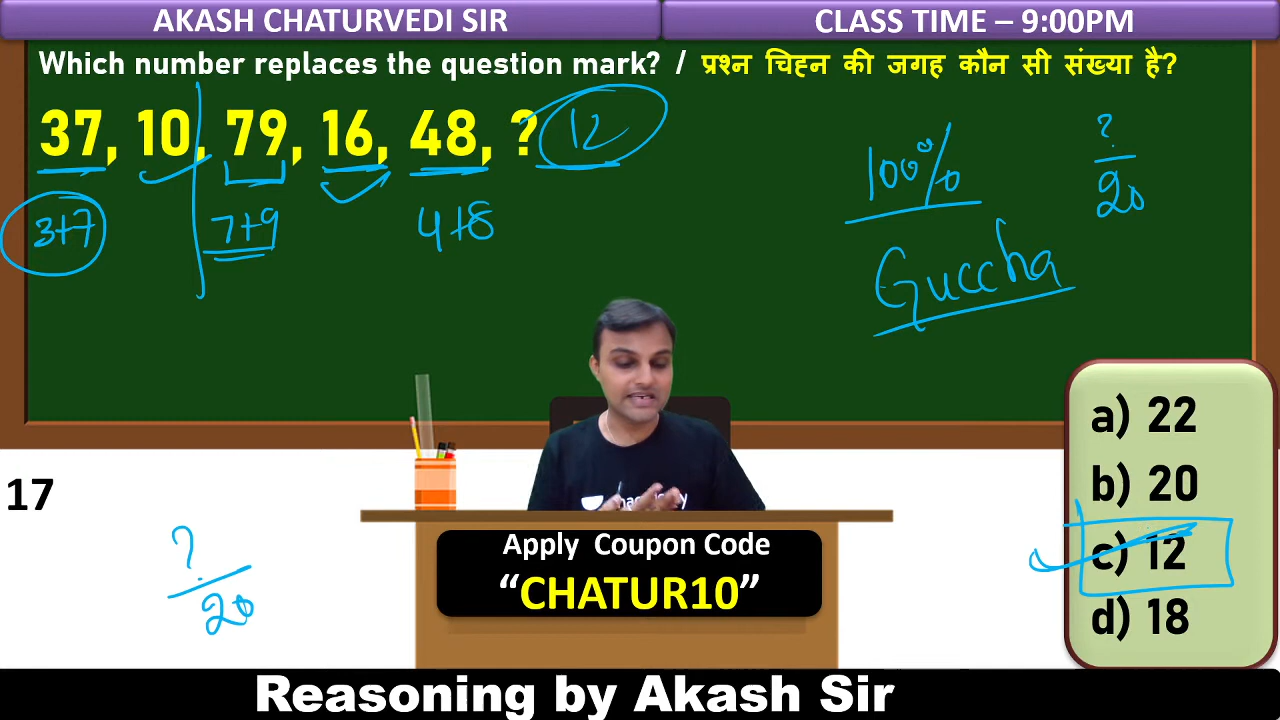 AKASH CHATURVEDI SIR
CLASS TIME – 9:00PM
Which number replaces the question mark? / प्रश्न चिह्न की जगह कौन सी संख्या है?
37, 10, 79, 16, 48, ? 12
3+7 7+9 4+8
100%
Guccha
?
20
a) 22
b) 20
c) 12
d) 18
17
?
20
Apply Coupon Code
“CHATUR10”
Reasoning by Akash Sir